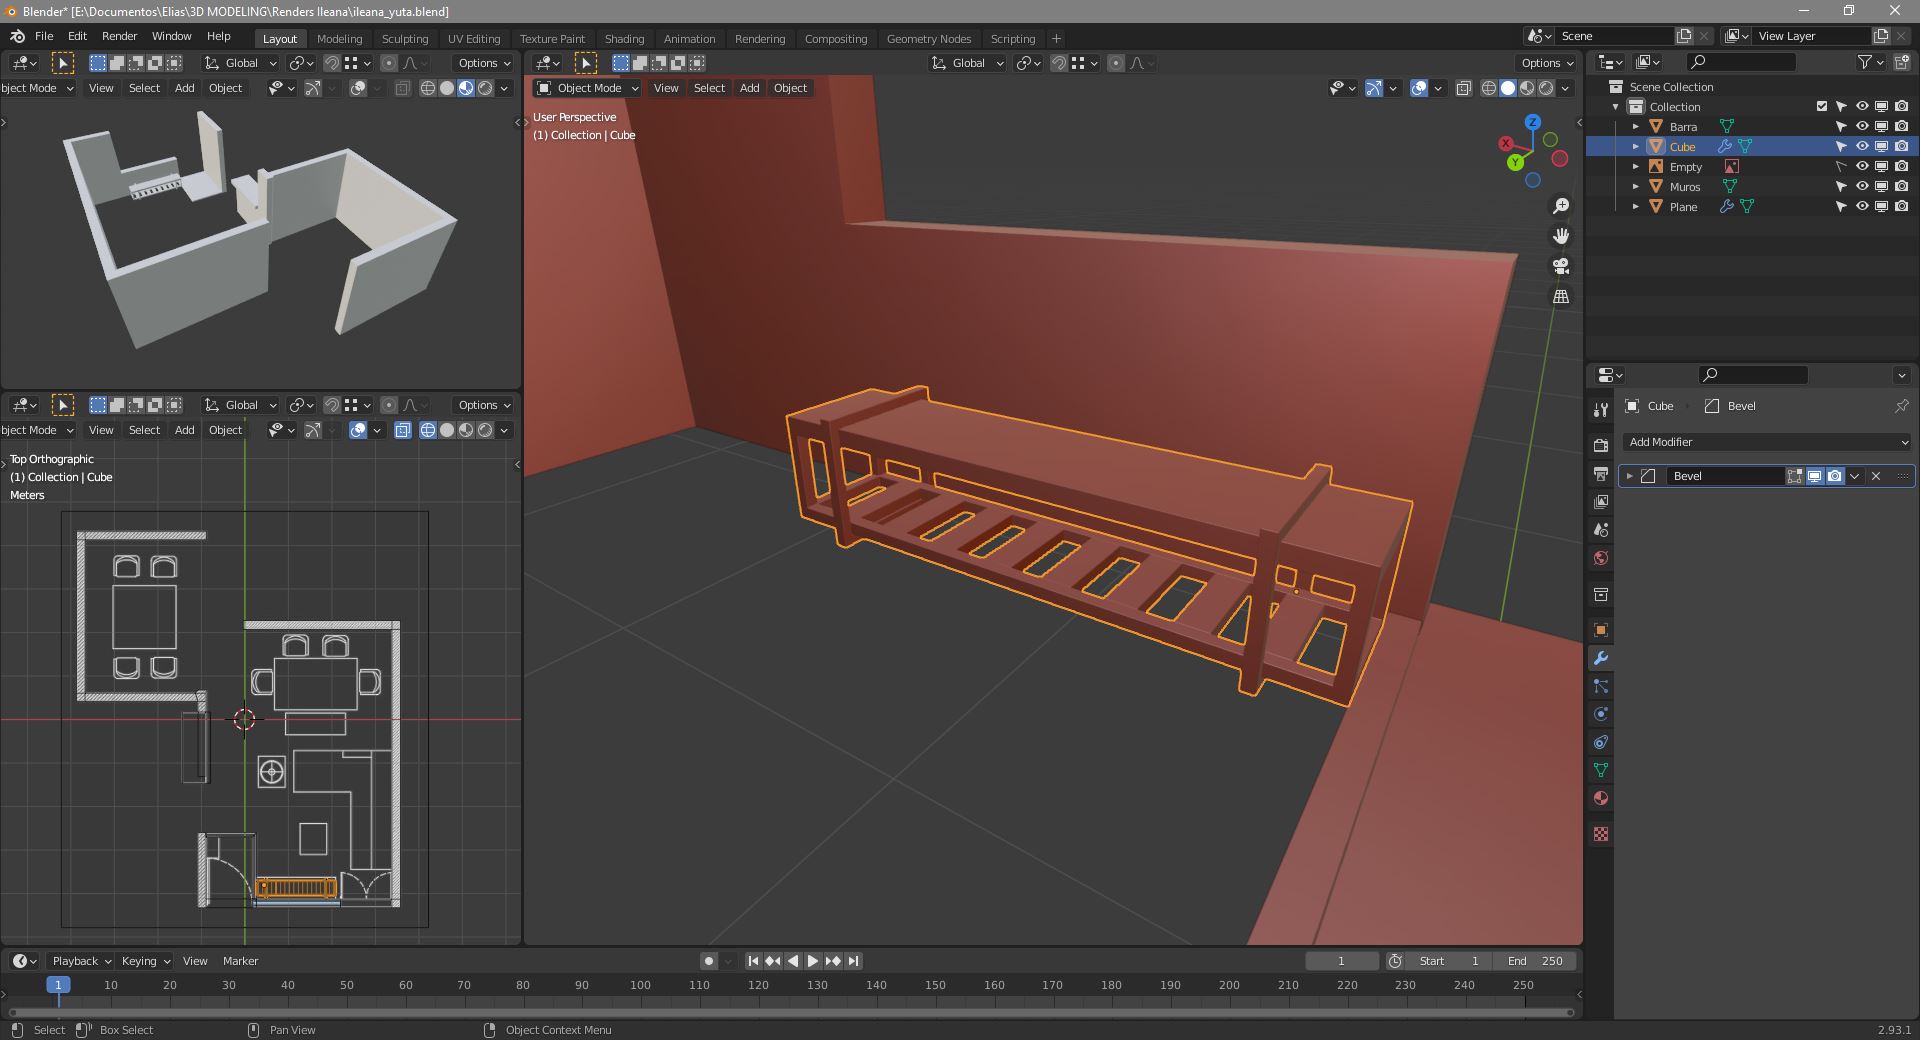 Blender* [E:\Documentos\Elias\3D MODELING\Renders Ileana\ileana_yuta.blend]
File Edit Render Window Help Layout Modeling Sculpting UV Editing Texture Paint Shading Animation Rendering Compositing Geometry Nodes Scripting + Scene View Layer
Global Options
bject Mode View Select Add Object
Global Options
Object Mode View Select Add Object
User Perspective
(1) Collection | Cube
Z
X
Y
Scene Collection
Collection
Barra
Cube
Empty
Muros
Plane
Cube Bevel
Add Modifier
Bevel
Global Options
bject Mode View Select Add Object
Top Orthographic
(1) Collection | Cube
Meters
Playback Keying View Marker 1 Start 1 End 250
1 10 20 30 40 50 60 70 80 90 100 110 120 130 140 150 160 170 180 190 200 210 220 230 240 250
Select Box Select Pan View Object Context Menu 2.93.1